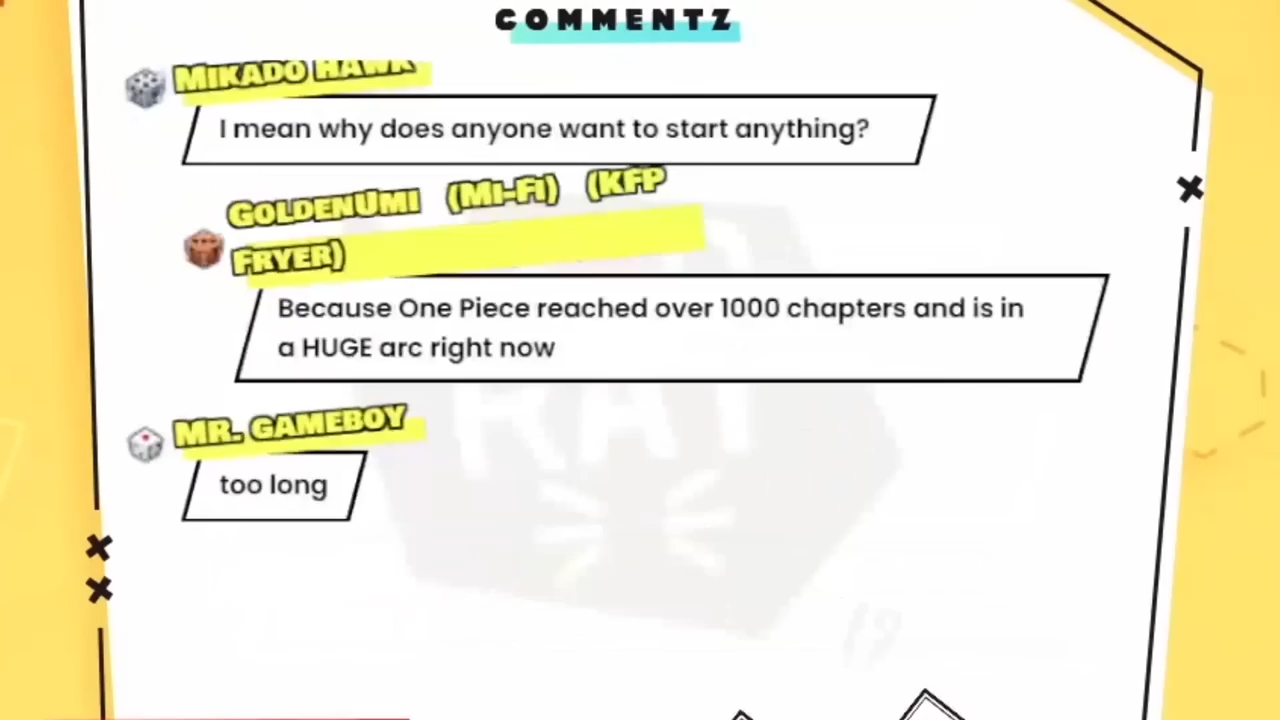 COMMENTZ
MIKADO HAWK
I mean why does anyone want to start anything?
GOLDENUMI (MI-FI) (KFP
FRYER)
Because One Piece reached over 1000 chapters and is in
a HUGE arc right now
MR. GAMEBOY
too long
RAT